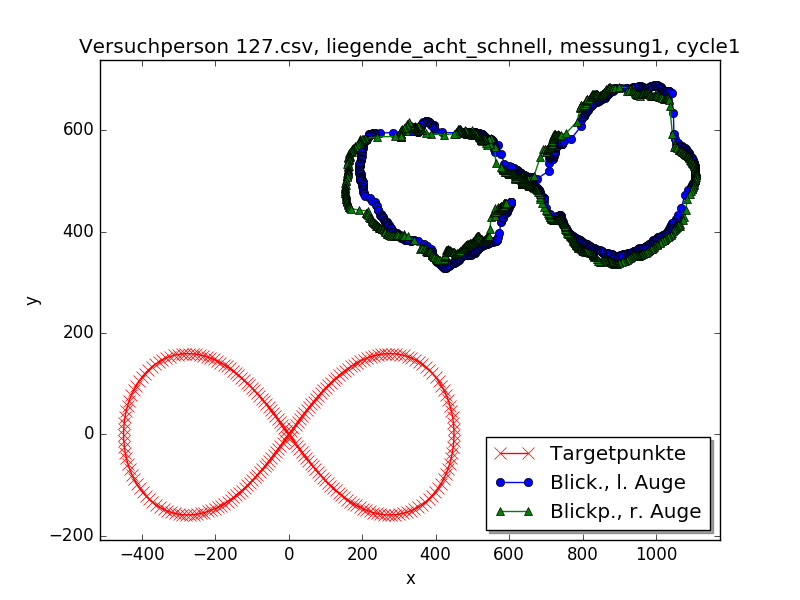 Versuchperson 127.csv, liegende_acht_schnell, messung1, cycle1
600
400
200
0
−200
y
−400
−200
0
200
400
600
800
1000
x
Targetpunkte
Blick., l. Auge
Blickp., r. Auge